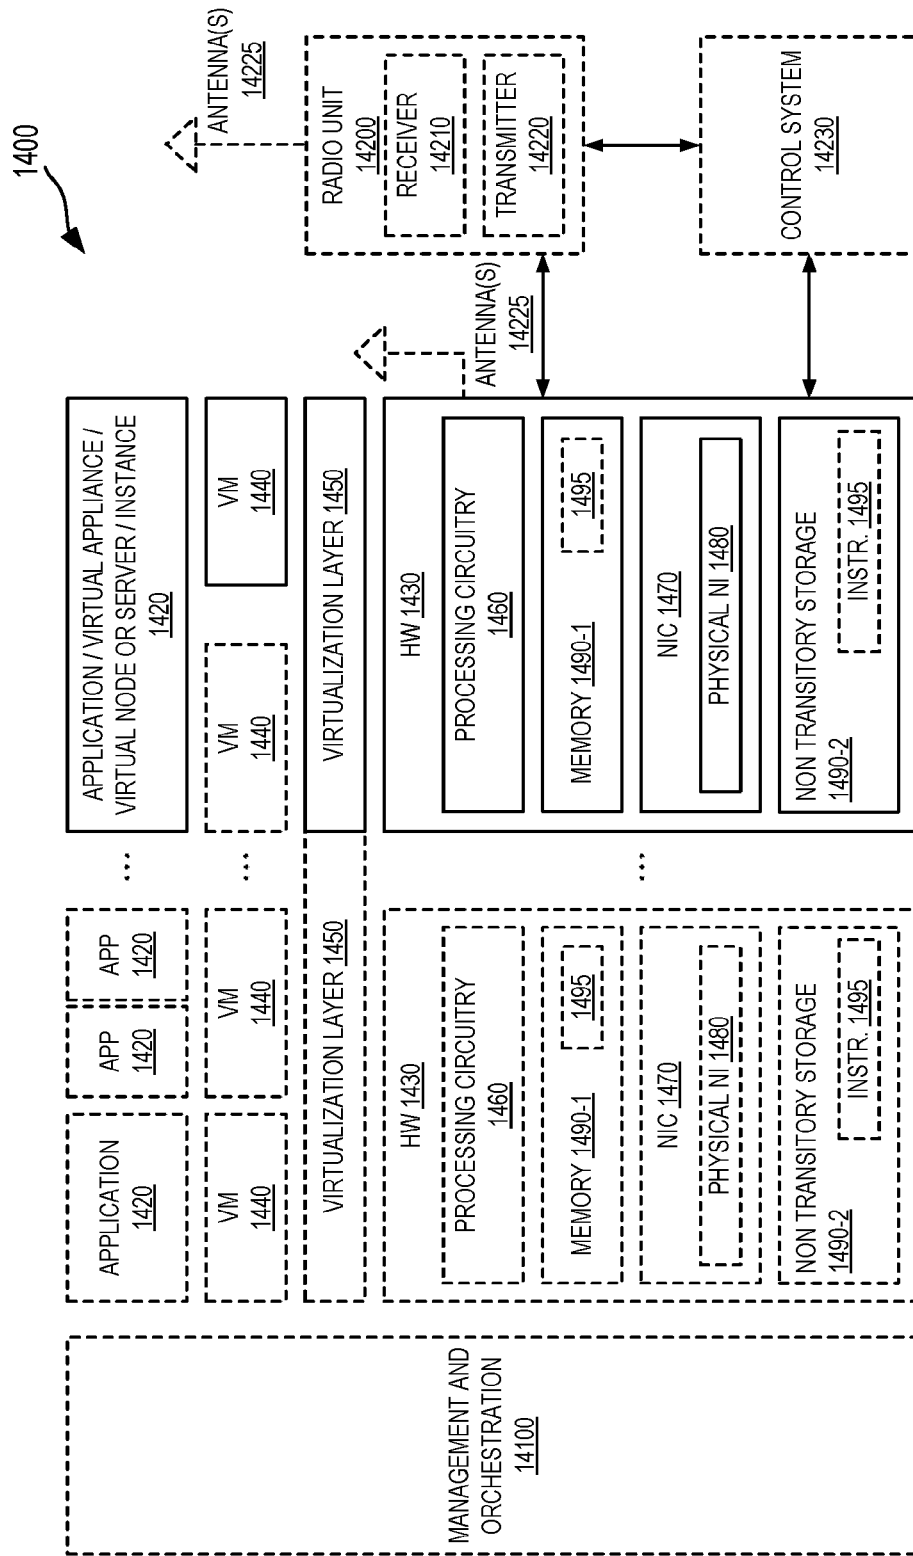 1400
MANAGEMENT AND
ORCHESTRATION
14100
APPLICATION
1420
APP
1420
APP
1420
...
APPLICATION / VIRTUAL APPLIANCE /
VIRTUAL NODE OR SERVER / INSTANCE
1420
VM
1440
VM
1440
...
VM
1440
VM
1440
VIRTUALIZATION LAYER 1450
VIRTUALIZATION LAYER 1450
HW 1430
PROCESSING CIRCUITRY
1460
MEMORY 1490-1
1495
NIC 1470
PHYSICAL NI 1480
NON TRANSITORY STORAGE
1490-2
INSTR. 1495
...
HW 1430
PROCESSING CIRCUITRY
1460
MEMORY 1490-1
1495
NIC 1470
PHYSICAL NI 1480
NON TRANSITORY STORAGE
1490-2
INSTR. 1495
ANTENNA(S)
14225
ANTENNA(S)
14225
RADIO UNIT
14200
RECEIVER
14210
TRANSMITTER
14220
CONTROL SYSTEM
14230